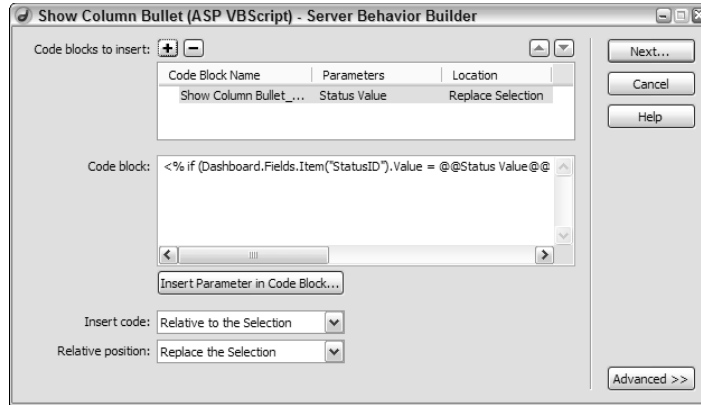 Show Column Bullet (ASP VBScript) - Server Behavior Builder
Code blocks to insert:
Next...
Code Block Name Parameters Location
Cancel
Show Column Bullet_... Status Value Replace Selection
Help
Code block: <% if (Dashboard.Fields.Item("StatusID").Value = @@Status Value@@
Insert Parameter in Code Block...
Insert code: Relative to the Selection
Relative position: Replace the Selection
Advanced >>